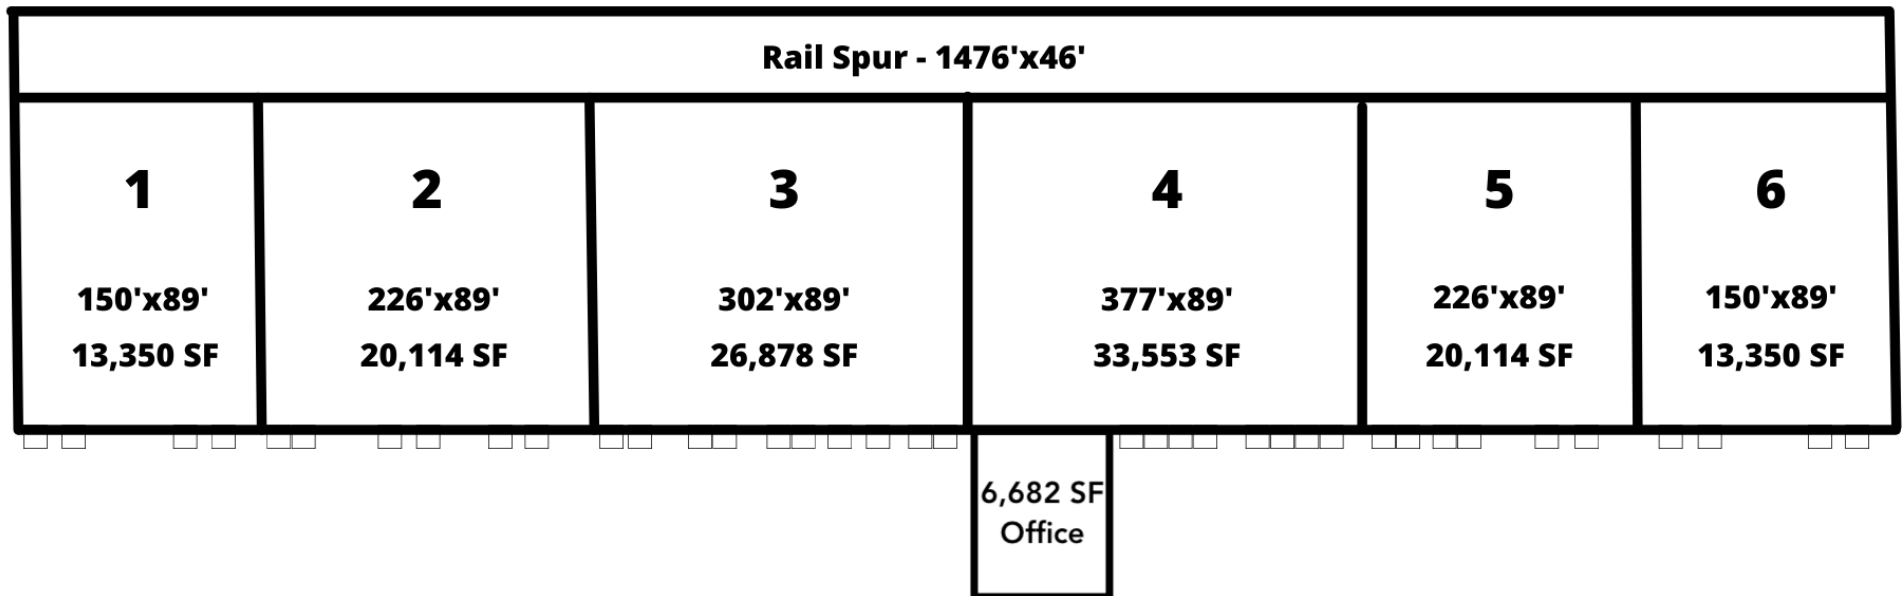 Rail Spur - 1476'x46'
1
150'x89'
13,350 SF
2
226'x89'
20,114 SF
3
302'x89'
26,878 SF
4
377'x89'
33,553 SF
5
226'x89'
20,114 SF
6
150'x89'
13,350 SF
6,682 SF
Office